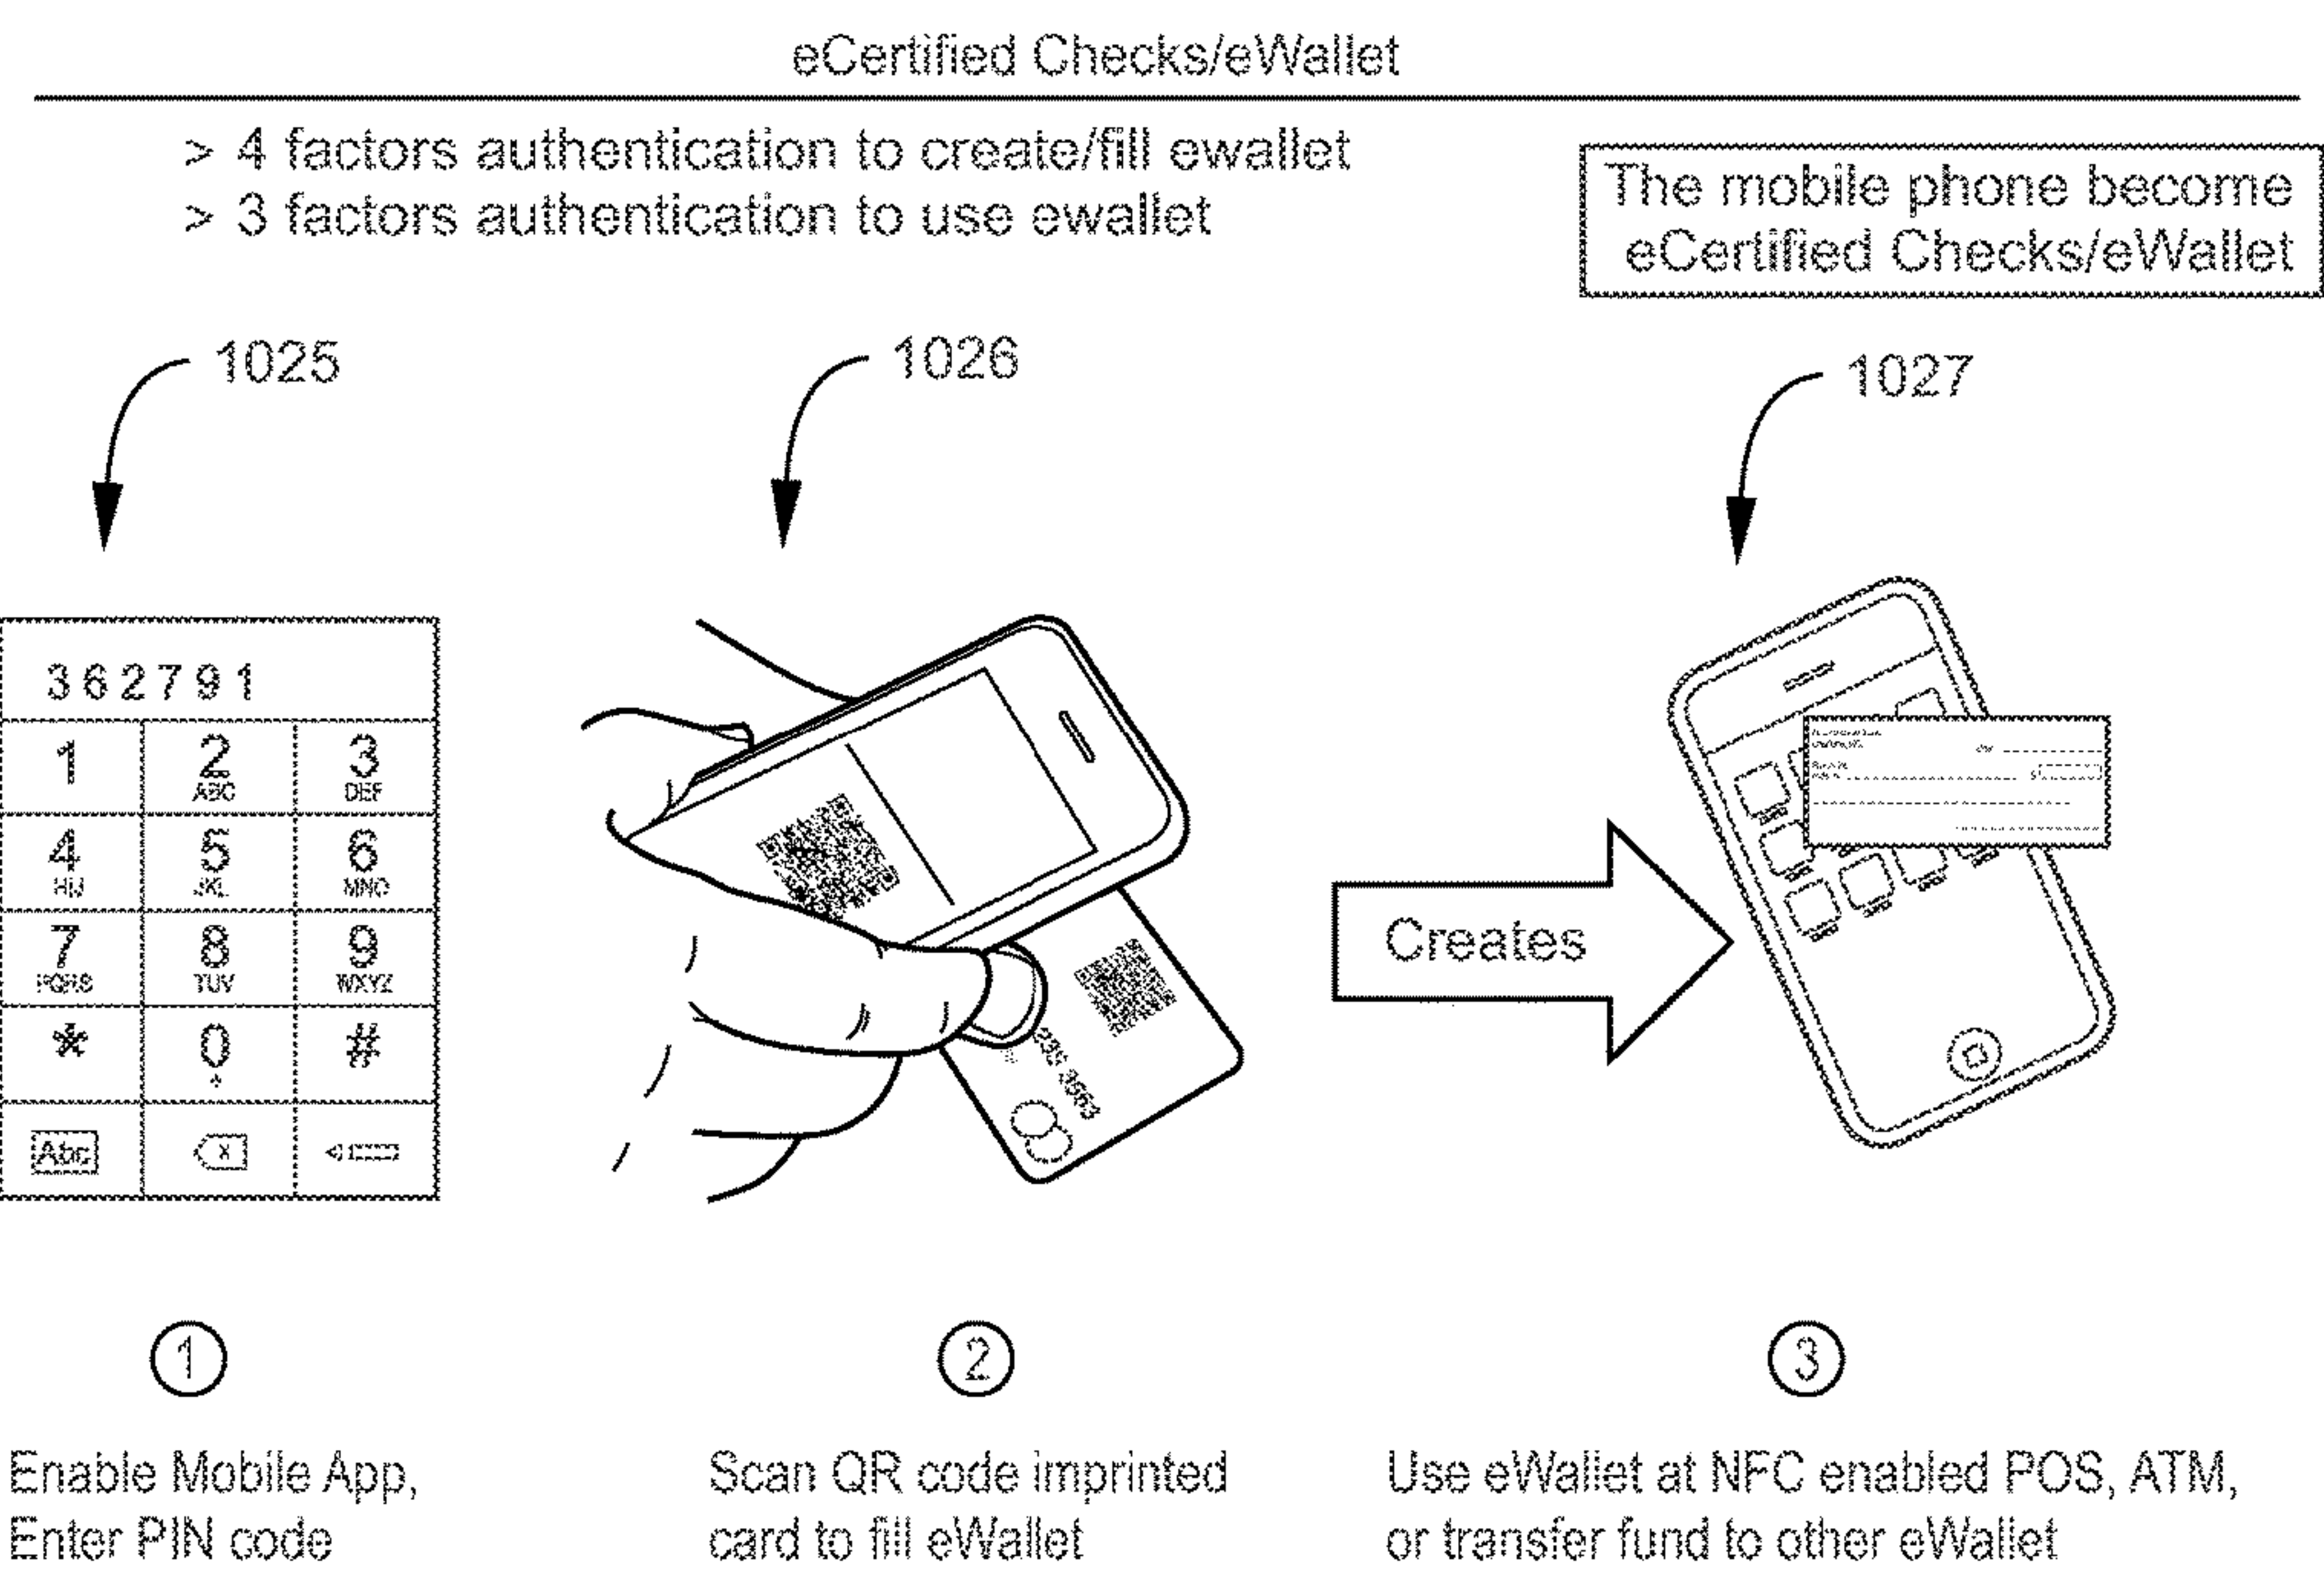 eCertified Checks/eWallet
> 4 factors authentication to create/fill ewallet
> 3 factors authentication to use ewallet
The mobile phone become
eCertified Checks/eWallet
1025
1026
1027
362791
1
2
3
ABC
DEF
4
5
6
HIJ
JKL
MNO
7
8
9
PQRS
TUV
WXYZ
*
0
#
+
Abc
x
Creates
3563
$
1
2
3
Enable Mobile App,
Enter PIN code
Scan QR code imprinted
card to fill eWallet
Use eWallet at NFC enabled POS, ATM,
or transfer fund to other eWallet